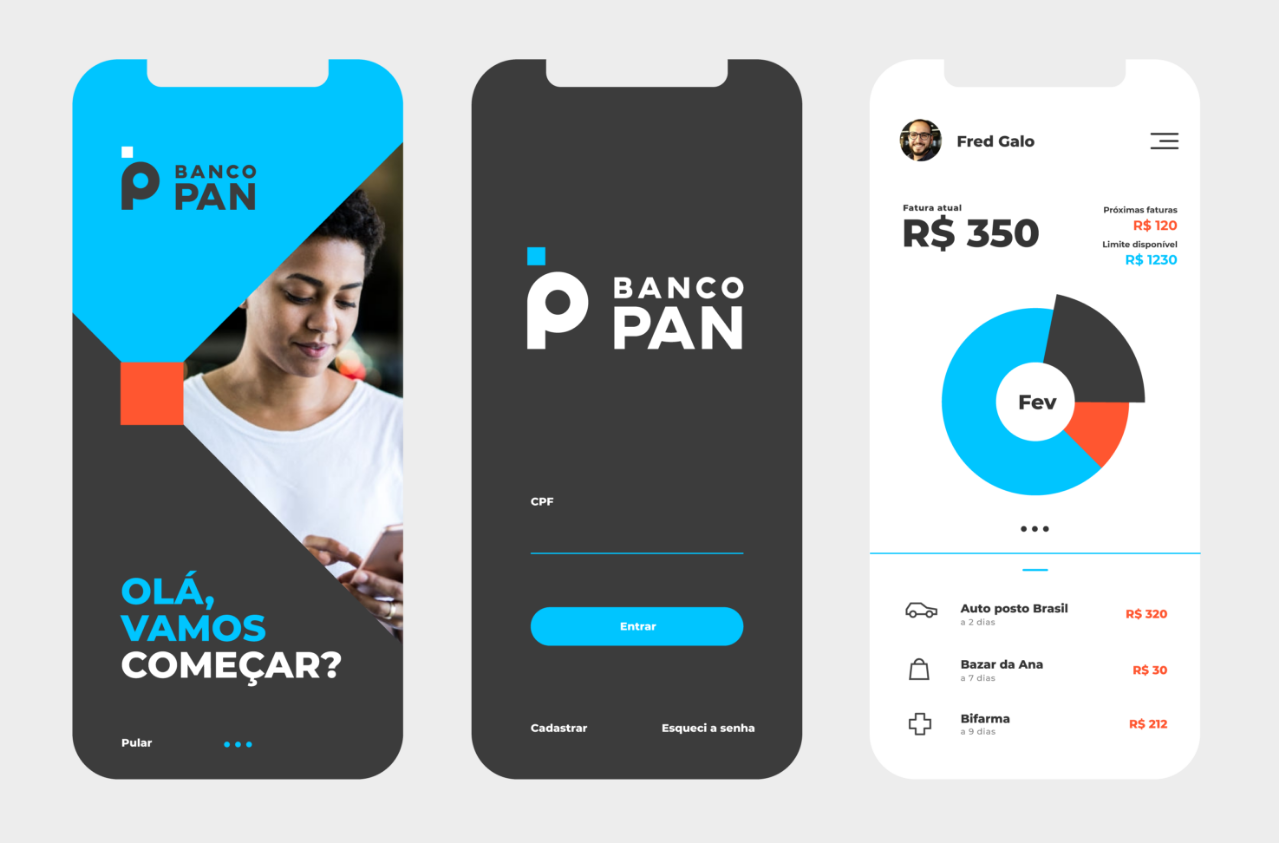 BANCO
PAN
OLÁ,
VAMOS
COMEÇAR?
Pular
BANCO
PAN
CPF
Entrar
Cadastrar
Esqueci a senha
Fred Galo
Fatura atual
R$ 350
Próximas faturas
R$ 120
Limite disponível
R$ 1230
Fev
Auto posto Brasil
R$ 320
a 2 dias
Bazar da Ana
R$ 30
a 7 dias
Bifarma
R$ 212
a 9 dias